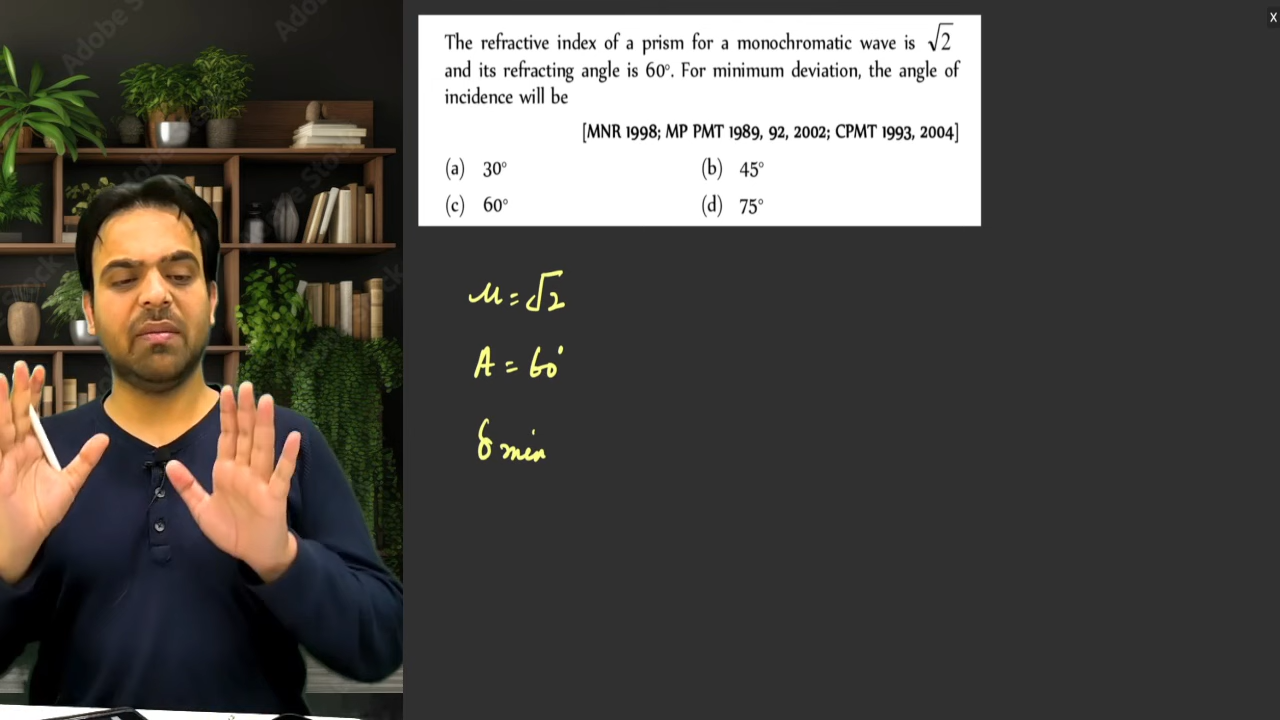 The refractive index of a prism for a monochromatic wave is √2
and its refracting angle is 60°. For minimum deviation, the angle of
incidence will be
[MNR 1998; MP PMT 1989, 92, 2002; CPMT 1993, 2004]
(a) 30° (b) 45°
(c) 60° (d) 75°
μ = √2
A = 60°
δ min
Adobe Stock
x